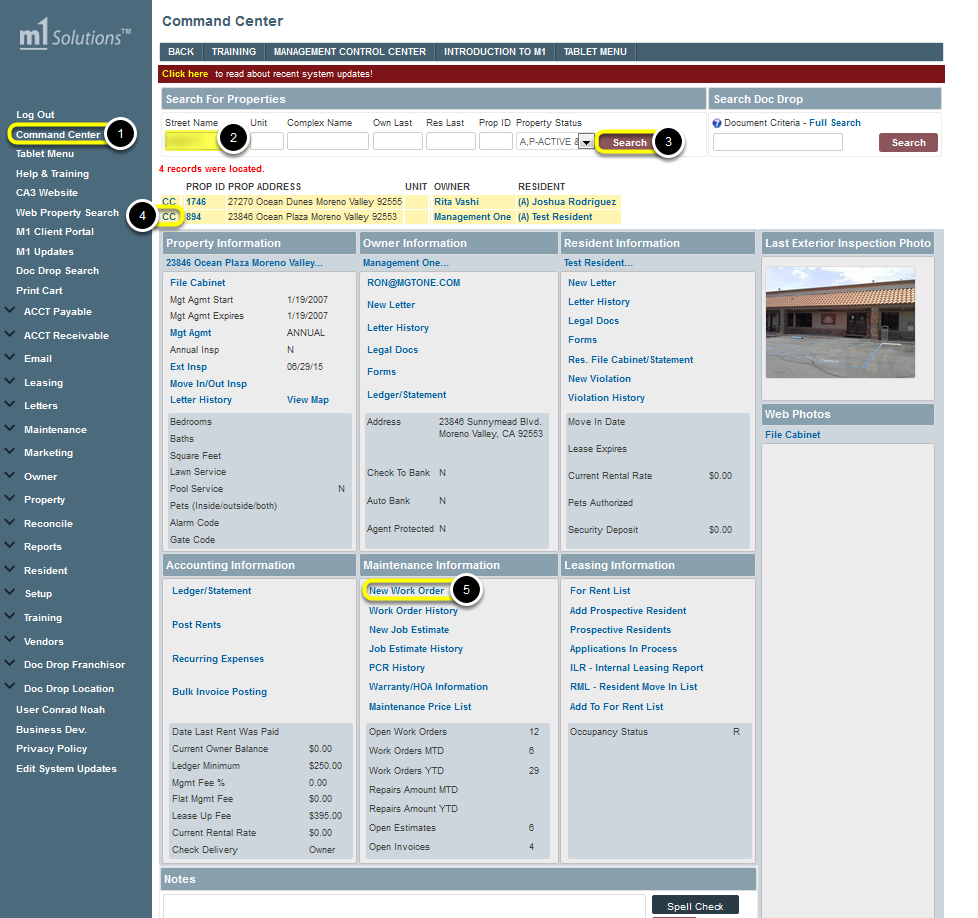 m1 Solutions™
Command Center
BACK TRAINING MANAGEMENT CONTROL CENTER INTRODUCTION TO M1 TABLET MENU
Click here to read about recent system updates!
Log Out
Command Center 1
Tablet Menu
Help & Training
CA3 Website
Web Property Search
M1 Client Portal
M1 Updates
Doc Drop Search
Print Cart
ACCT Payable
ACCT Receivable
Email
Leasing
Letters
Maintenance
Marketing
Owner
Property
Reconcile
Reports
Resident
Setup
Training
Vendors
Doc Drop Franchisor
Doc Drop Location
User Conrad Noah
Business Dev.
Privacy Policy
Edit System Updates
Search For Properties
Street Name Unit Complex Name Own Last Res Last Prop ID Property Status
2 A,P-ACTIVE & Search 3
Search Doc Drop
Document Criteria - Full Search
Search
4 records were located.
PROP ID PROP ADDRESS UNIT OWNER RESIDENT
CC 1746 27270 Ocean Dunes Moreno Valley 92555 Rita Vashi (A) Joshua Rodriguez
4 CC 894 23846 Ocean Plaza Moreno Valley 92553 Management One (A) Test Resident
Property Information
23846 Ocean Plaza Moreno Valley...
File Cabinet
Mgt Agmt Start 1/19/2007
Mgt Agmt Expires 1/19/2007
Mgt Agmt ANNUAL
Annual Insp N
Ext Insp 06/29/15
Move In/Out Insp
Letter History View Map
Bedrooms
Baths
Square Feet
Lawn Service
Pool Service N
Pets (Inside/outside/both)
Alarm Code
Gate Code
Owner Information
Management One...
RON@MGTONE.COM
New Letter
Letter History
Legal Docs
Forms
Ledger/Statement
Address 23846 Sunnymead Blvd.
Moreno Valley, CA 92553
Check To Bank N
Auto Bank N
Agent Protected N
Resident Information
Test Resident...
New Letter
Letter History
Legal Docs
Forms
Res. File Cabinet/Statement
New Violation
Violation History
Move In Date
Lease Expires
Current Rental Rate $0.00
Pets Authorized
Security Deposit $0.00
Last Exterior Inspection Photo
Web Photos
File Cabinet
Accounting Information
Ledger/Statement
Post Rents
Recurring Expenses
Bulk Invoice Posting
Date Last Rent Was Paid
Current Owner Balance $0.00
Ledger Minimum $250.00
Mgmt Fee % 0.00
Flat Mgmt Fee $0.00
Lease Up Fee $395.00
Current Rental Rate $0.00
Check Delivery Owner
Maintenance Information
New Work Order 5
Work Order History
New Job Estimate
Job Estimate History
PCR History
Warranty/HOA Information
Maintenance Price List
Open Work Orders 12
Work Orders MTD 6
Work Orders YTD 29
Repairs Amount MTD
Repairs Amount YTD
Open Estimates 6
Open Invoices 4
Leasing Information
For Rent List
Add Prospective Resident
Prospective Residents
Applications In Process
ILR - Internal Leasing Report
RML - Resident Move In List
Add To For Rent List
Occupancy Status R
Notes
Spell Check